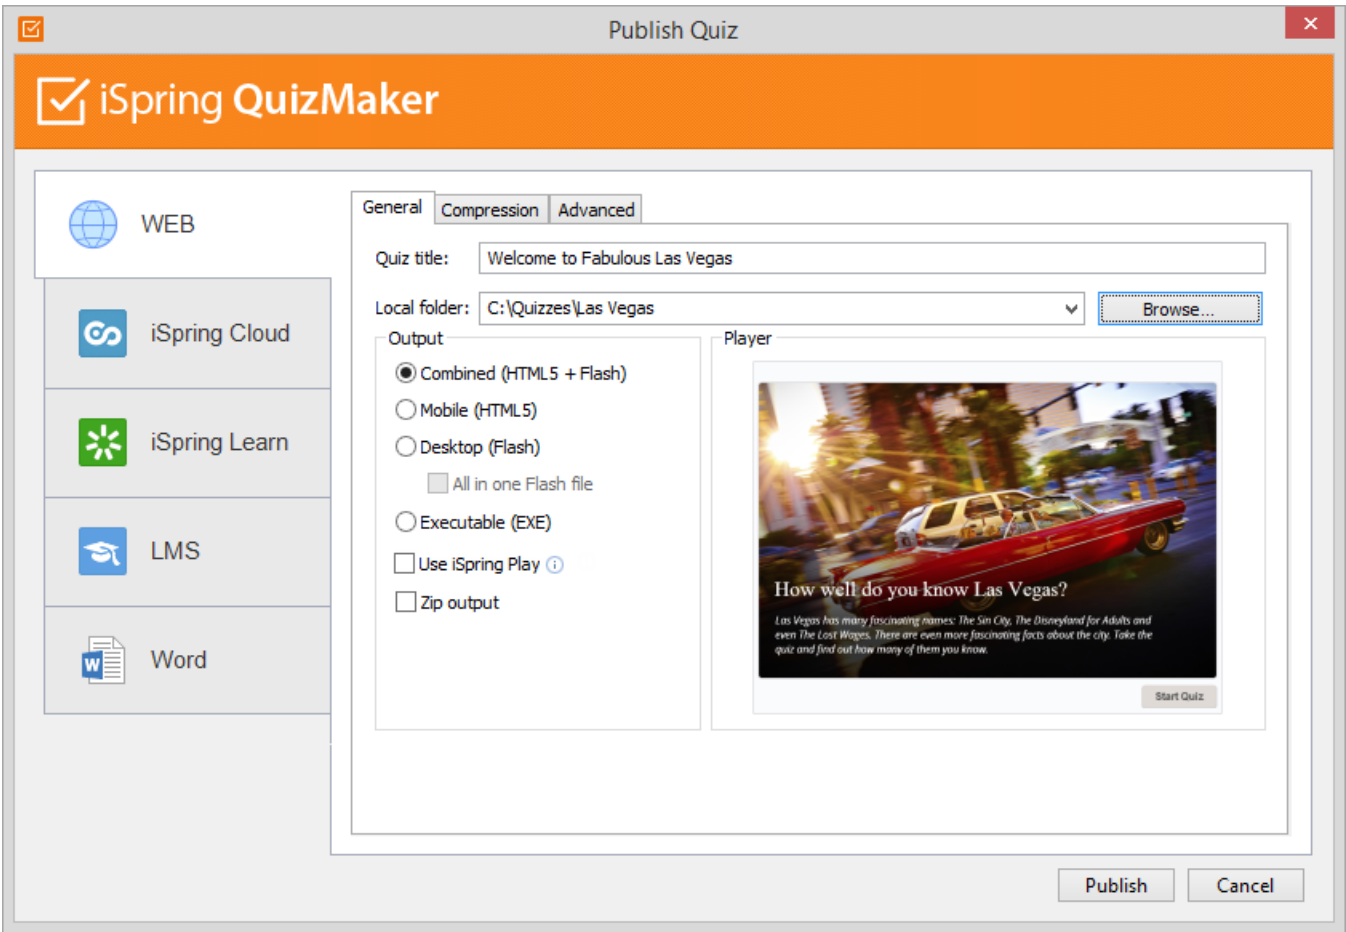 Publish Quiz
iSpring QuizMaker
WEB
iSpring Cloud
iSpring Learn
LMS
Word
General
Compression
Advanced
Quiz title:
Welcome to Fabulous Las Vegas
Local folder:
C:\Quizzes\Las Vegas
Browse...
Output
Combined (HTML5 + Flash)
Mobile (HTML5)
Desktop (Flash)
All in one Flash file
Executable (EXE)
Use iSpring Play
Zip output
Player
How well do you know Las Vegas?
Las Vegas has many fascinating names: The Sin City, The Disneyland for Adults and
even The Lost Wages. There are even more fascinating facts about the city. Take the
quiz and find out how many of them you know.
Start Quiz
Publish
Cancel